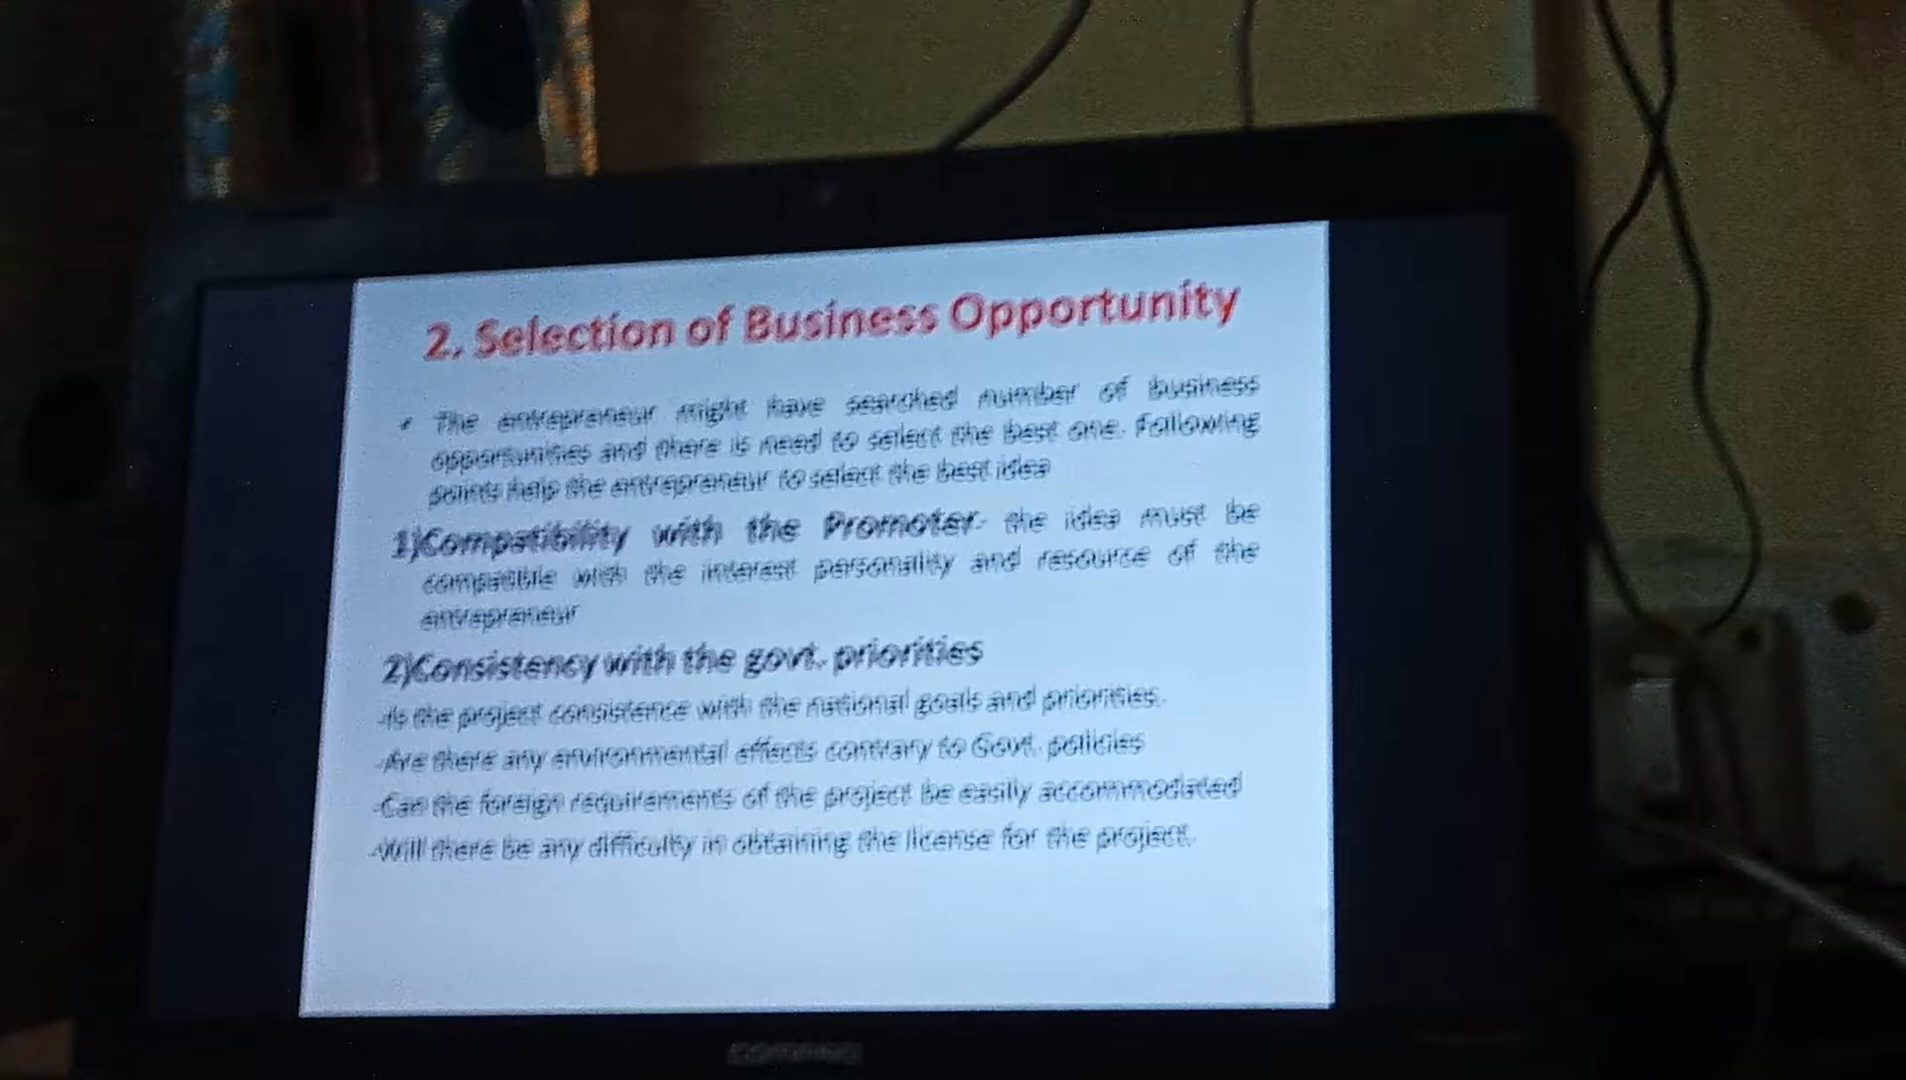 2. Selection of Business Opportunity
• The entrepreneur might have searched number of business
opportunities and there is need to select the best one. Following
points help the entrepreneur to select the best idea
1)Compatibility with the Promoter- the idea must be
compatible with the interest personality and resource of the
entrepreneur
2)Consistency with the govt. priorities
-Is the project consistence with the national goals and priorities.
-Are there any environmental effects contrary to Govt. policies
-Can the foreign requirements of the project be easily accommodated
-Will there be any difficulty in obtaining the license for the project.
COMPAQ